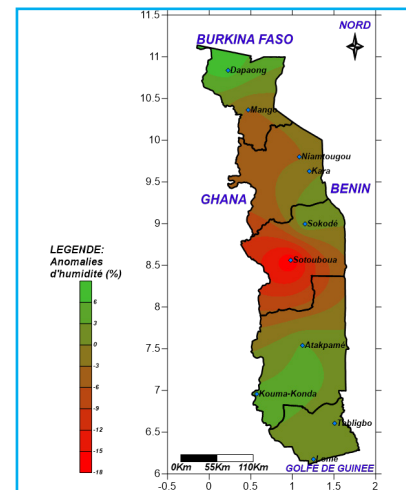 11.5
NORD
BURKINA FASO
11
Dapaong
10.5
Mango
10
Niamtougou
Kara
9.5
GHANA
BENIN
9
Sokodé
LEGENDE:
Anomalies
d'humidité (%)
8.5
Sotouboua
6
3
0
-3
-6
-9
-12
-15
-18
8
7.5
Atakpamé
7
Kouma-Konda
6.5
Tabligbo
0Km 55Km 110Km
Lomé
GOLFE DE GUINEE
6
-0.5 0 0.5 1 1.5 2